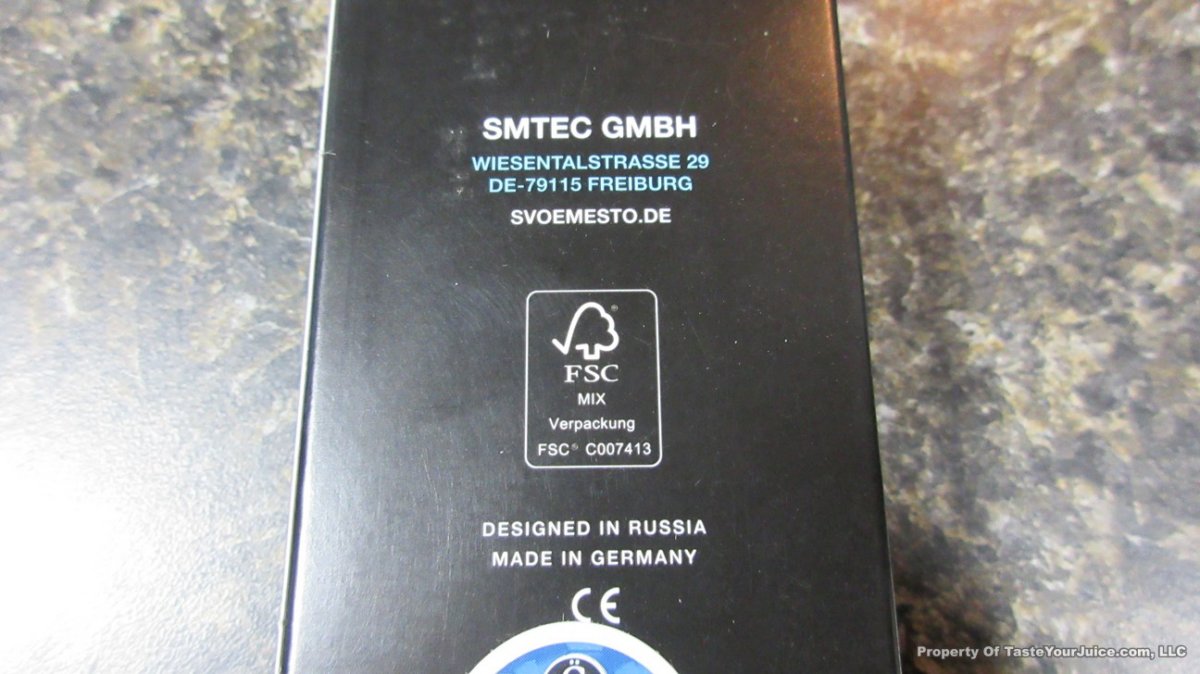 SMTEC GMBH
WIESENTALSTRASSE 29
DE-79115 FREIBURG
SVOEMESTO.DE
FSC
MIX
Verpackung
FSC® C007413
DESIGNED IN RUSSIA
MADE IN GERMANY
CE
Property Of TasteYourJuice.com, LLC